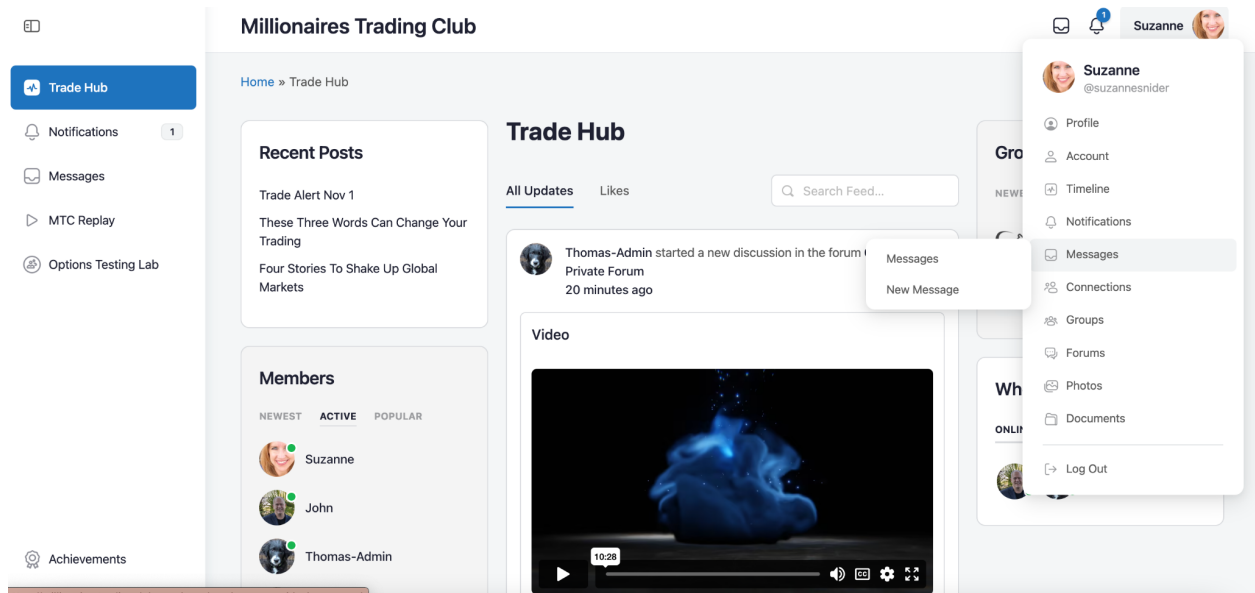 Millionaires Trading Club
1
Suzanne
Trade Hub
Notifications 1
Messages
MTC Replay
Options Testing Lab
Achievements
Home » Trade Hub
Recent Posts
Trade Alert Nov 1
These Three Words Can Change Your
Trading
Four Stories To Shake Up Global
Markets
Members
NEWEST ACTIVE POPULAR
Suzanne
John
Thomas-Admin
Trade Hub
All Updates Likes
Search Feed...
Thomas-Admin started a new discussion in the forum
Private Forum
20 minutes ago
Video
10:28
CC
Messages
New Message
Suzanne
@suzannesnider
Profile
Account
Timeline
Notifications
Messages
Connections
Groups
Forums
Photos
Documents
Log Out